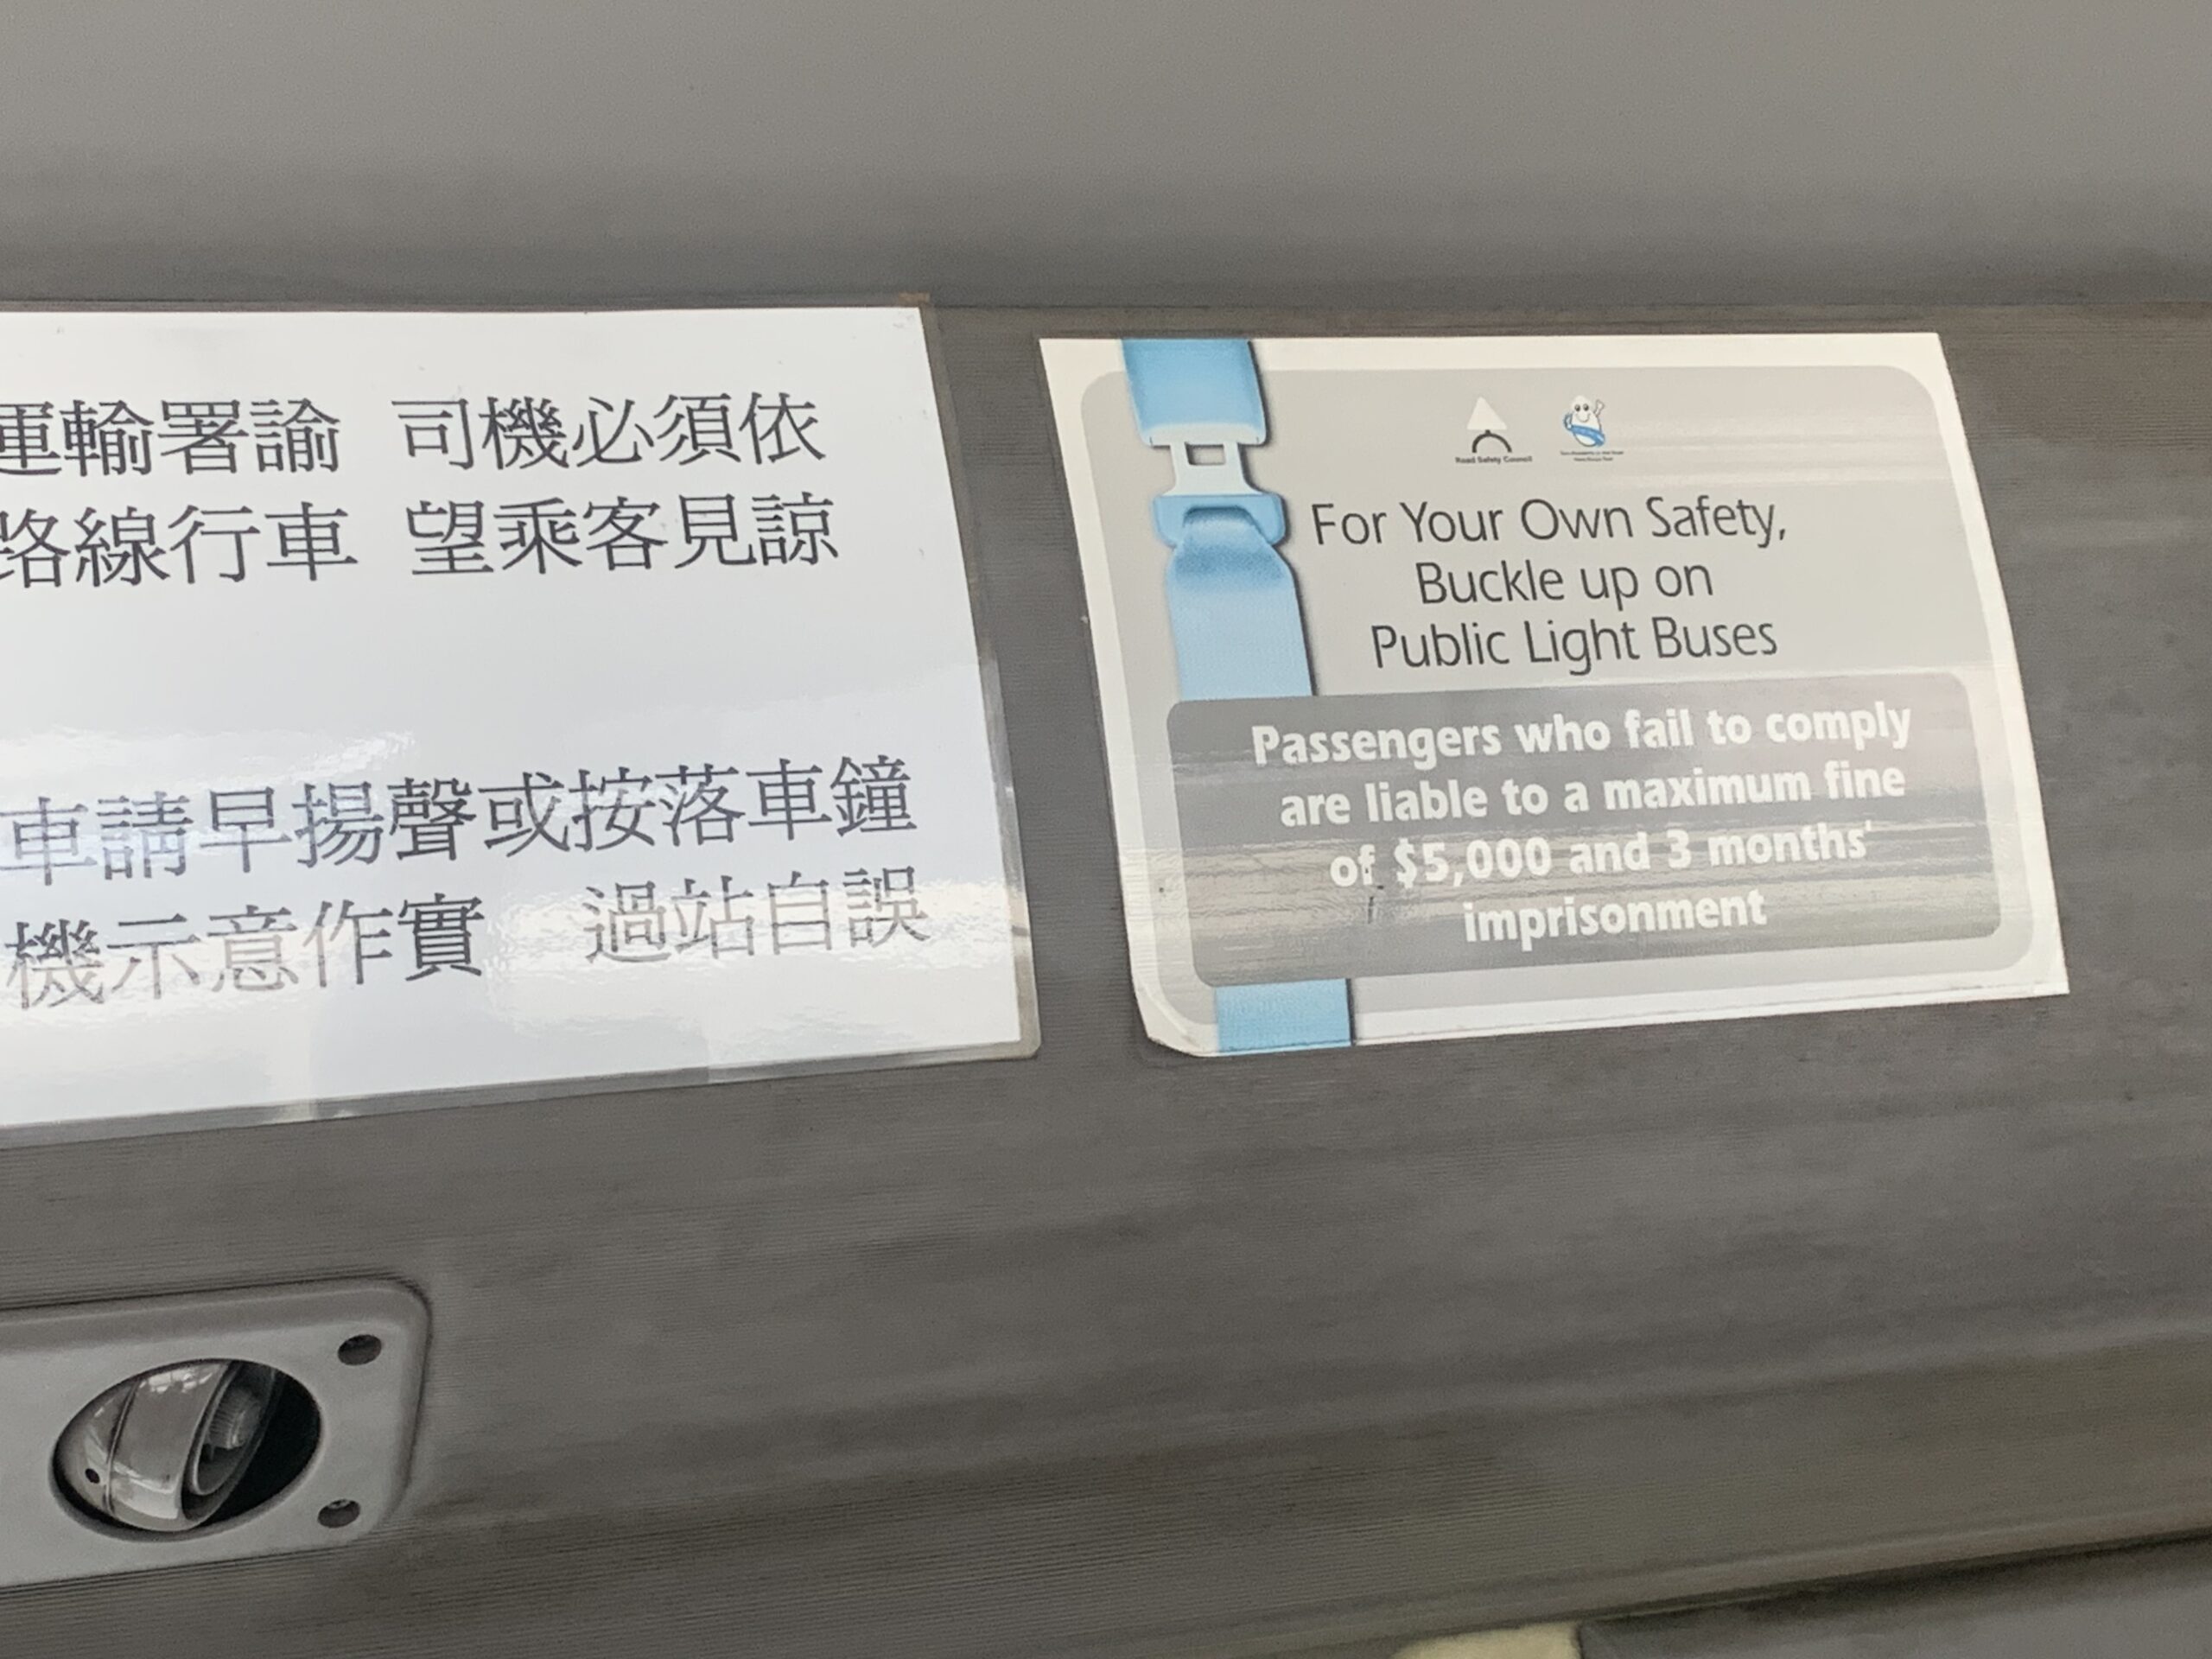 運輸署諭 司機必須依
路線行車 望乘客見諒
車請早揚聲或按落車鐘
機示意作實 過站自誤
Road Safety Council
For Your Own Safety,
Buckle up on
Public Light Buses
Passengers who fail to comply
are liable to a maximum fine
of $5,000 and 3 months'
imprisonment